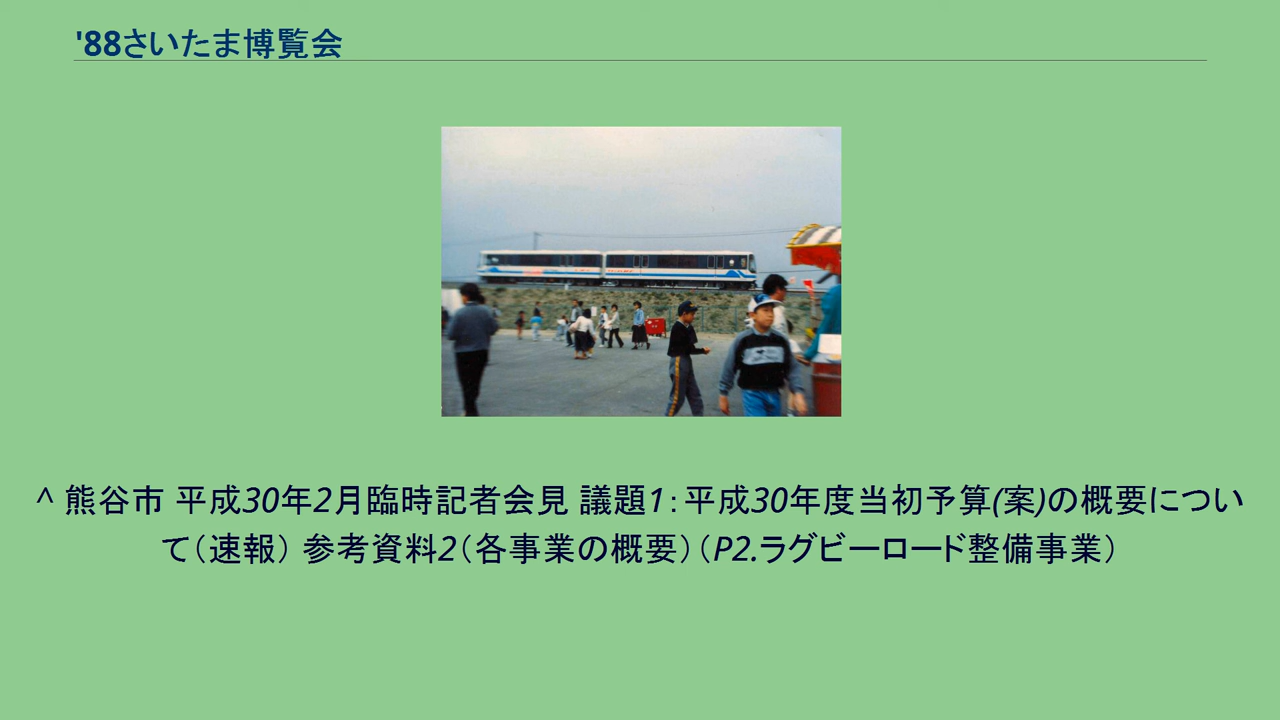 '88さいたま博覧会
^ 熊谷市 平成30年2月臨時記者会見 議題1：平成30年度当初予算(案)の概要につい
て（速報） 参考資料2（各事業の概要）（P2.ラグビーロード整備事業）